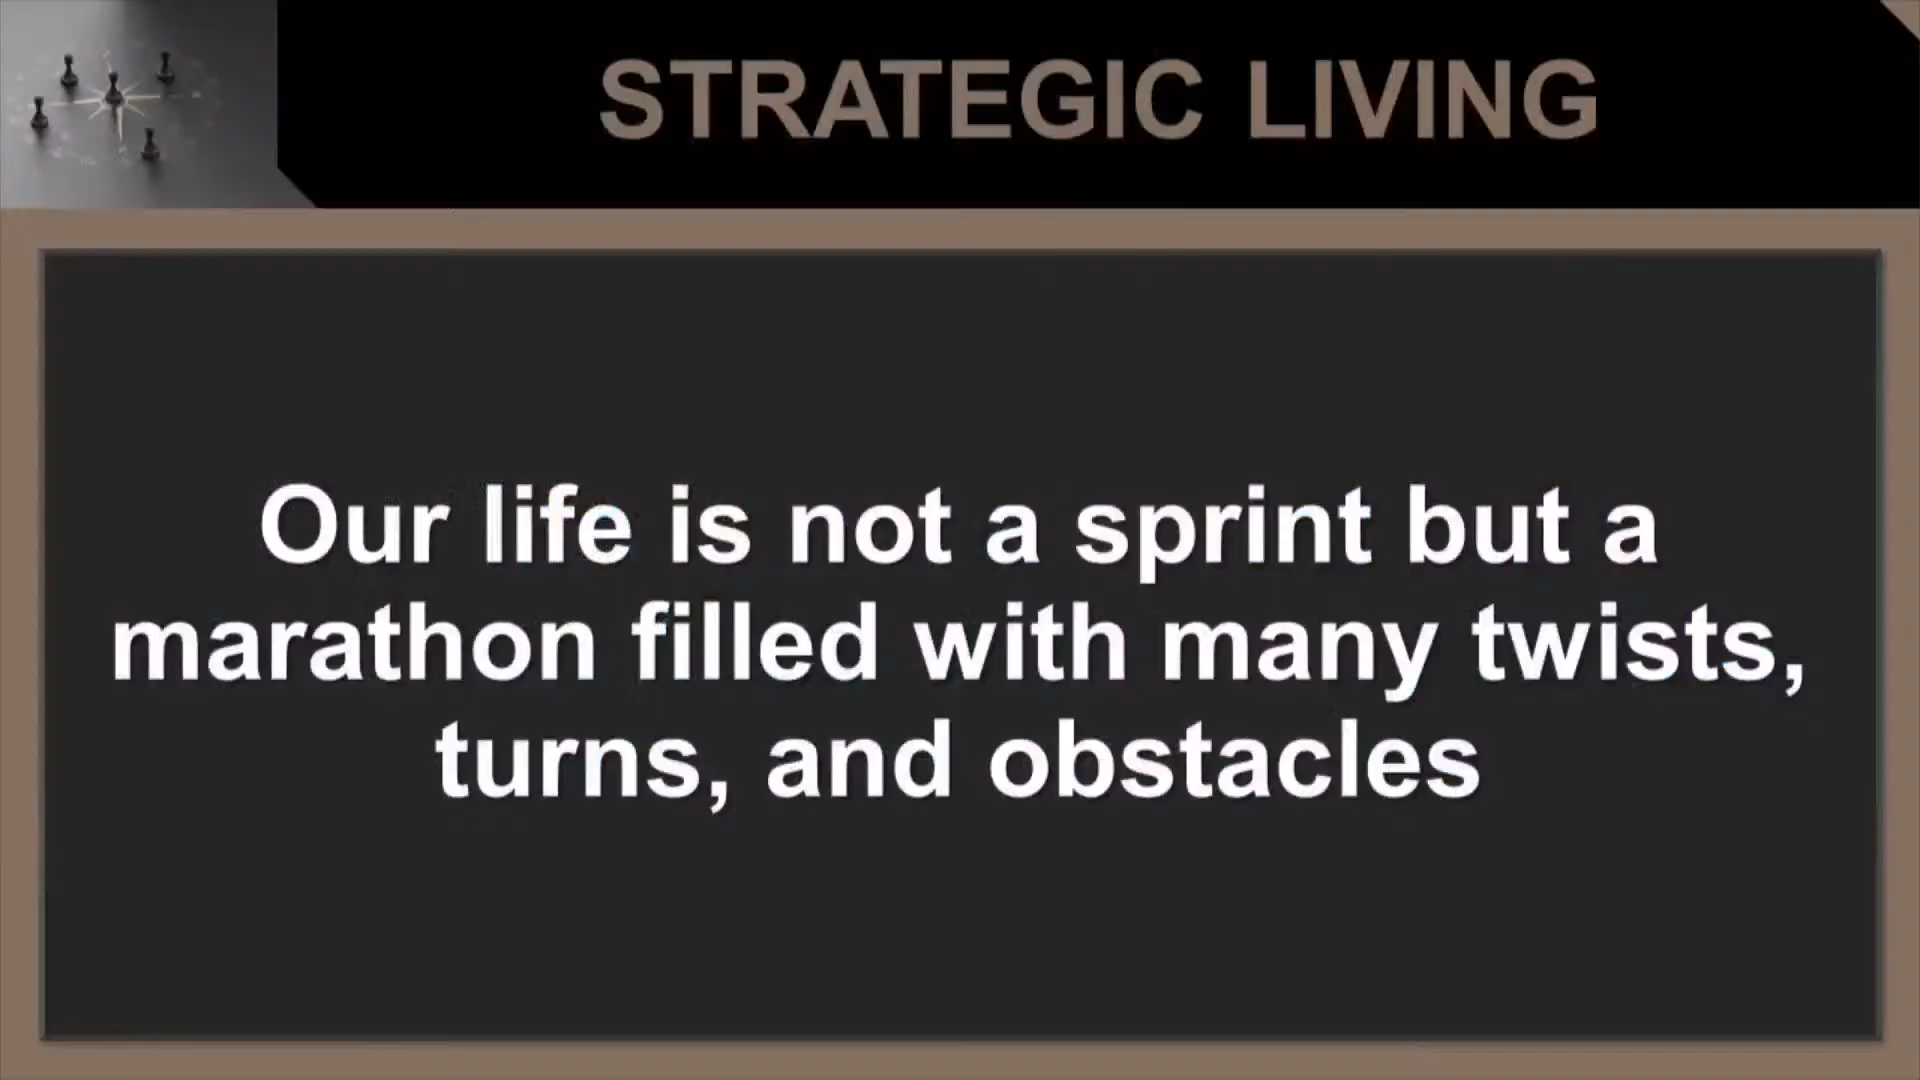 STRATEGIC LIVING
Our life is not a sprint but a
marathon filled with many twists,
turns, and obstacles